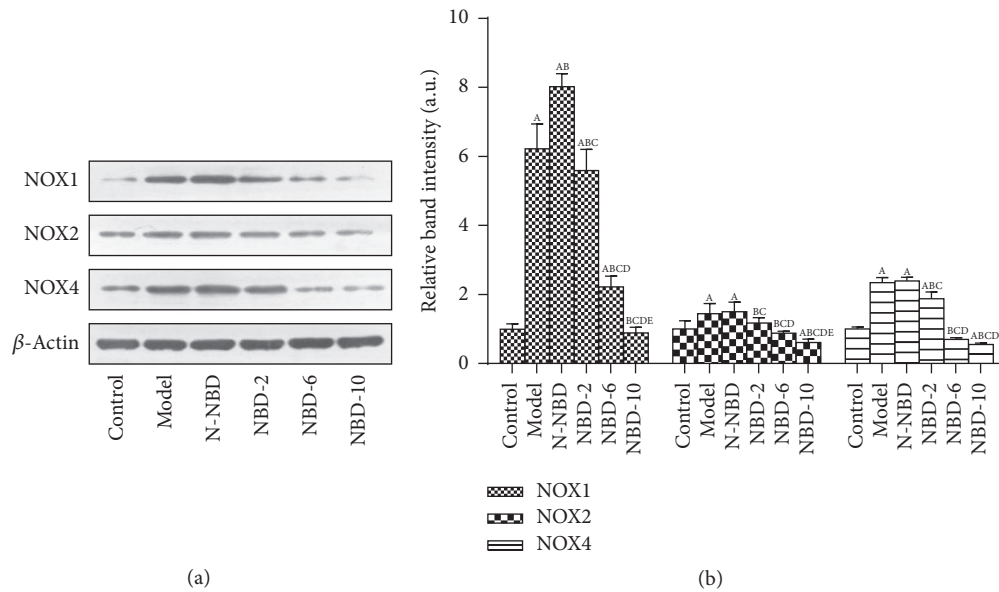 NOX1
NOX2
NOX4
β-Actin
Control
Model
N-NBD
NBD-2
NBD-6
NBD-10
(a)
Relative band intensity (a.u.)
10
8
6
4
2
0
A
AB
ABC
ABCD
BCDE
A
A
BC
BCD
ABCDE
A
A
ABC
BCD
ABCD
Control
Model
N-NBD
NBD-2
NBD-6
NBD-10
Control
Model
N-NBD
NBD-2
NBD-6
NBD-10
Control
Model
N-NBD
NBD-2
NBD-6
NBD-10
NOX1
NOX2
NOX4
(b)